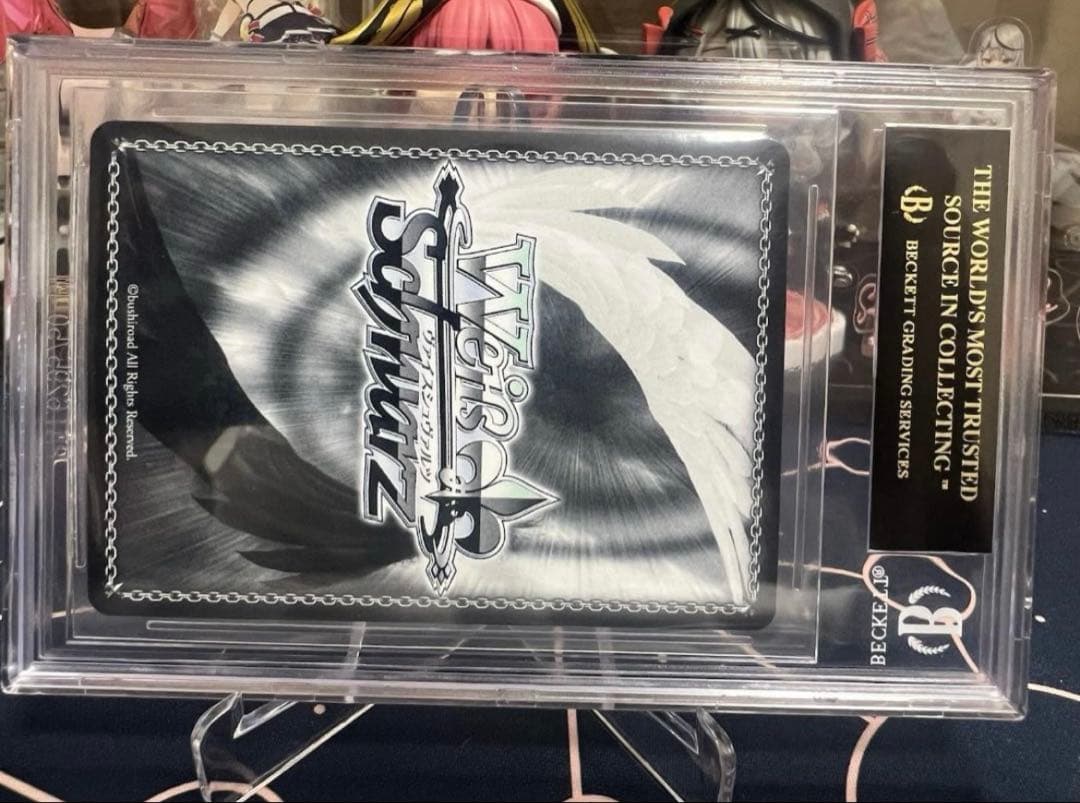 THE WORLD'S MOST TRUSTED
SOURCE IN COLLECTING™
B BECKETT GRADING SERVICES
B
BECKETT®
Weiß
ヴァイスシュヴァルツ
Schwarz
©bushiroad All Rights Reserved.